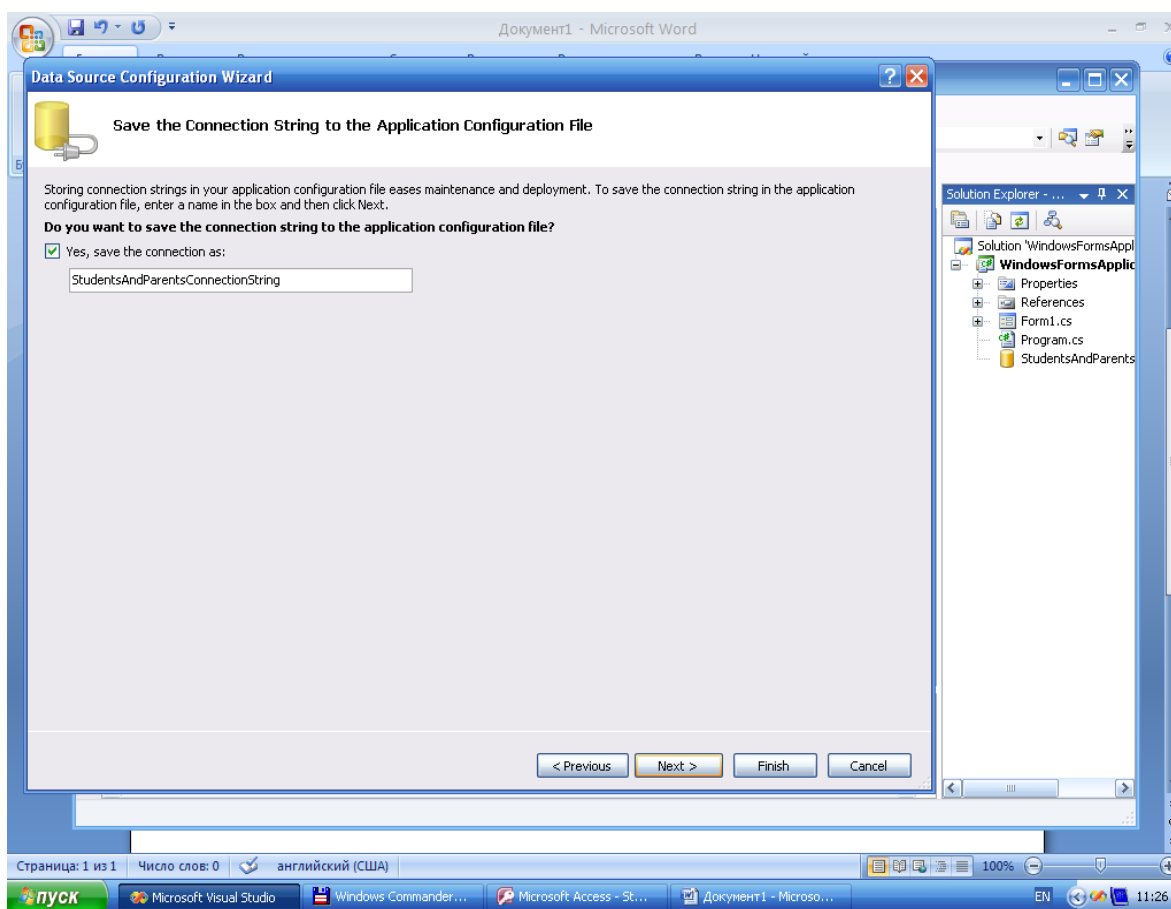 Документ1 - Microsoft Word
Data Source Configuration Wizard
Save the Connection String to the Application Configuration File
Storing connection strings in your application configuration file eases maintenance and deployment. To save the connection string in the application
configuration file, enter a name in the box and then click Next.
Do you want to save the connection string to the application configuration file?
Yes, save the connection as:
StudentsAndParentsConnectionString
< Previous
Next >
Finish
Cancel
Solution Explorer - ...
Solution 'WindowsFormsAppl
WindowsFormsApplic
Properties
References
Form1.cs
Program.cs
StudentsAndParents
Страница: 1 из 1
Число слов: 0
английский (США)
100%
пуск
Microsoft Visual Studio
Windows Commander...
Microsoft Access - St...
Документ1 - Microso...
EN
11:26